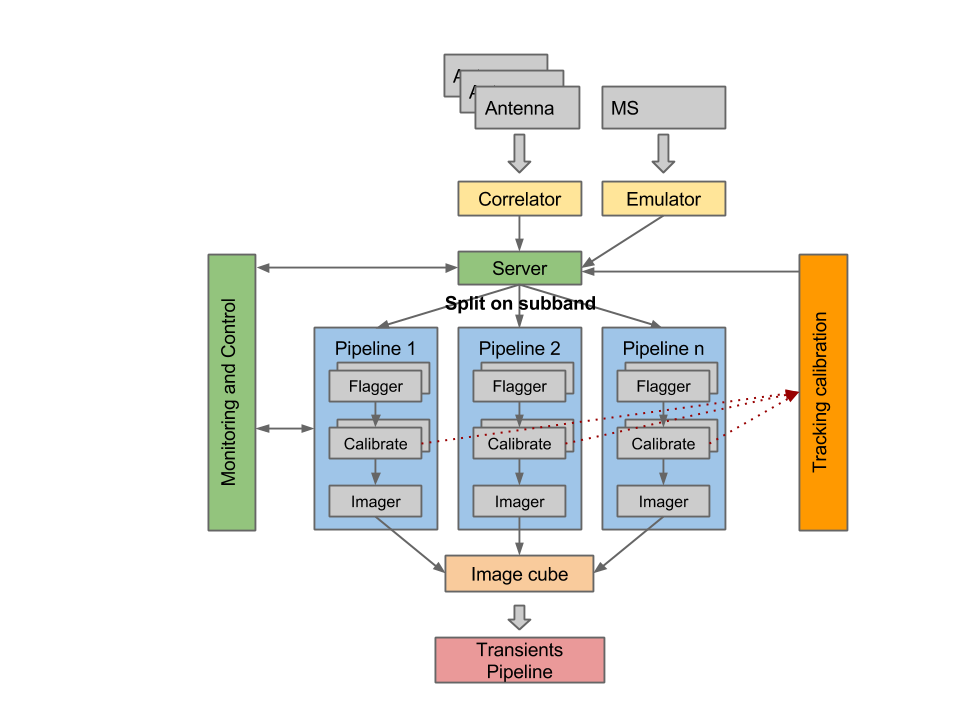 Antenna
MS
Correlator
Emulator
Server
Split on subband
Monitoring and Control
Tracking calibration
Pipeline 1
Pipeline 2
Pipeline n
Flagger
Flagger
Flagger
Calibrate
Calibrate
Calibrate
Imager
Imager
Imager
Image cube
Transients
Pipeline